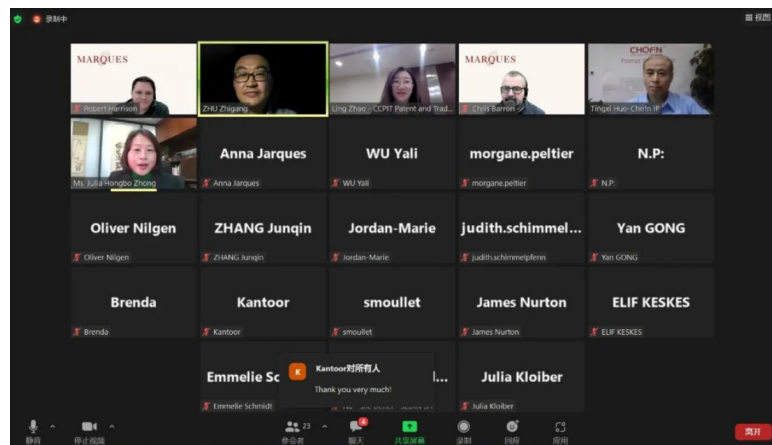 录制中
视图
MARQUES
MARQUES
CHOFN
Robert Harrison
ZHU Zhigang
Ling Zhao - CCPIT Patent and Trad...
Chris Barron
Tingxi Huo-Chofn IP
Ms. Julia Hongbo Zhong
Anna Jarques
WU Yali
morgane.peltier
N.P:
Anna Jarques
WU Yali
morgane.peltier
N.P:
Oliver Nilgen
ZHANG Junqin
Jordan-Marie
judith.schimmel...
Yan GONG
Oliver Nilgen
ZHANG Junqin
Jordan-Marie
judith.schimmelpfenn
Yan GONG
Brenda
Kantoor
smoullet
James Nurton
ELIF KESKES
Brenda
Kantoor
smoullet
James Nurton
ELIF KESKES
Emmelie Sc
K
Kantoor对所有人
Thank you very much!
Julia Kloiber
Emmelie Schmidt
Julia Kloiber
静音
停止视频
23
参会者
4
聊天
共享屏幕
录制
回应
应用
离开